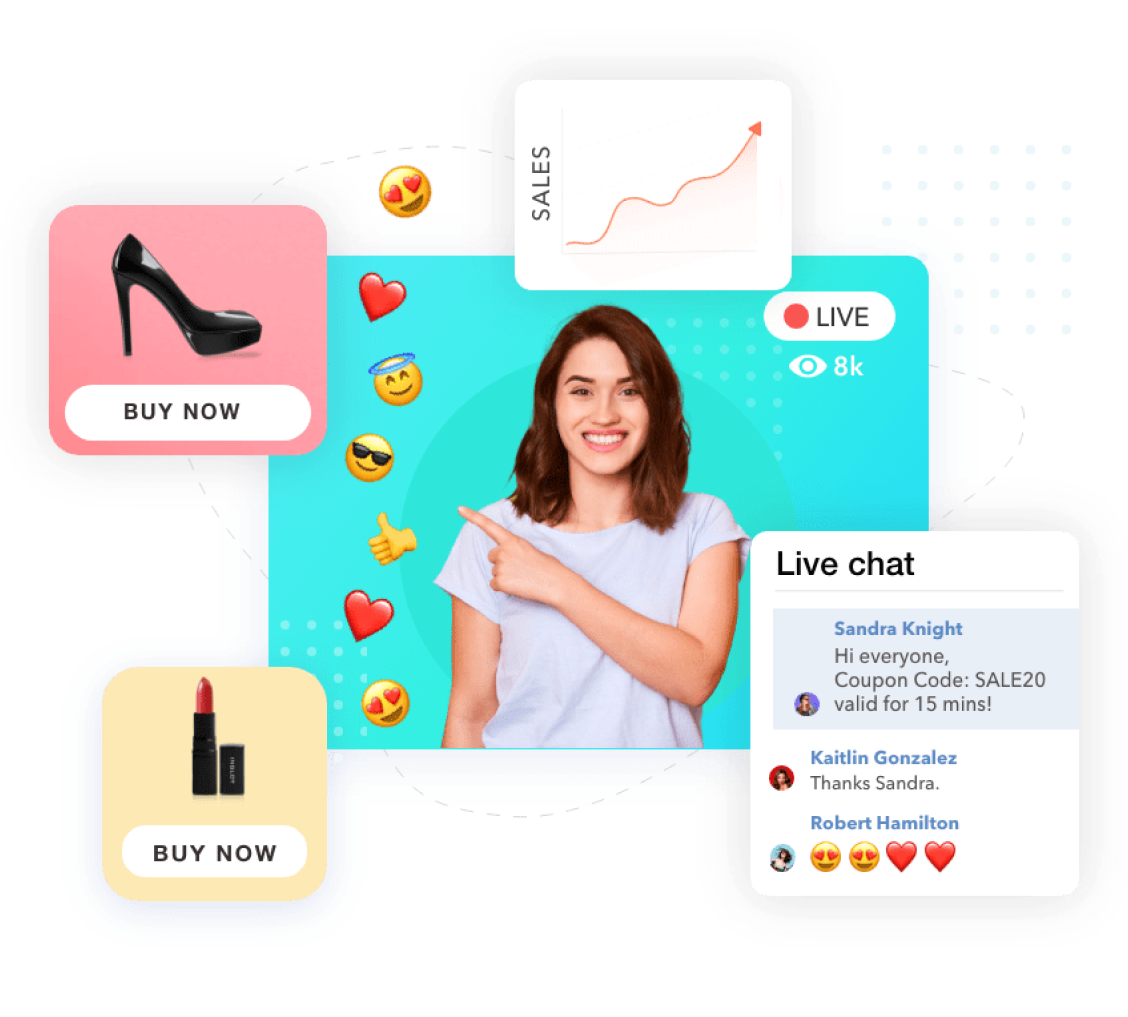 SALES
LIVE
8k
BUY NOW
Live chat
Sandra Knight
Hi everyone,
Coupon Code: SALE20
valid for 15 mins!
Kaitlin Gonzalez
Thanks Sandra.
Robert Hamilton
INGLOT
BUY NOW